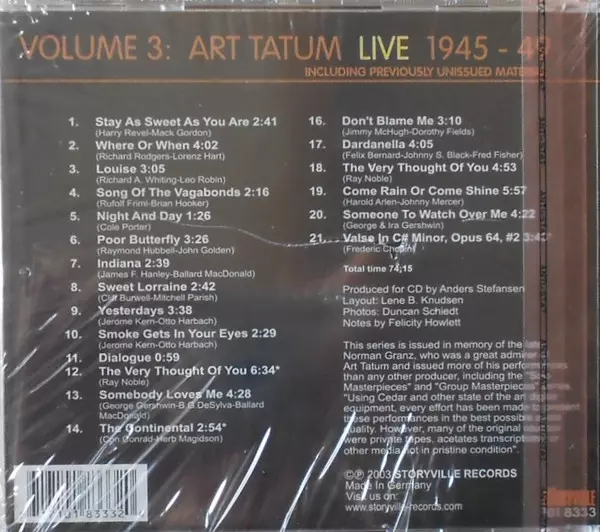 VOLUME 3: ART TATUM LIVE 1945 - 49
INCLUDING PREVIOUSLY UNISSUED MATERIAL
1. Stay As Sweet As You Are 2:41
(Harry Revel-Mack Gordon)
2. Where Or When 4:02
(Richard Rodgers-Lorenz Hart)
3. Louise 3:05
(Richard A. Whiting-Leo Robin)
4. Song Of The Vagabonds 2:16
(Rufolf Friml-Brian Hooker)
5. Night And Day 1:26
(Cole Porter)
6. Poor Butterfly 3:26
(Raymond Hubbell-John Golden)
7. Indiana 2:39
(James F. Hanley-Ballard MacDonald)
8. Sweet Lorraine 2:42
(Cliff Burwell-Mitchell Parish)
9. Yesterdays 3:38
(Jerome Kern-Otto Harbach)
10. Smoke Gets In Your Eyes 2:29
(Jerome Kern-Otto Harbach)
11. Dialogue 0:59
12. The Very Thought Of You 6:34*
(Ray Noble)
13. Somebody Loves Me 4:28
(George Gershwin-B.G.DeSylva-Ballard
MacDonald)
14. The Continental 2:54*
(Con Conrad-Herb Magidson)
16. Don't Blame Me 3:10
(Jimmy McHugh-Dorothy Fields)
17. Dardanella 4:05
(Felix Bernard-Johnny S. Black-Fred Fisher)
18. The Very Thought Of You 4:53
(Ray Noble)
19. Come Rain Or Come Shine 5:57
(Harold Arlen-Johnny Mercer)
20. Someone To Watch Over Me 4:22
(George & Ira Gershwin)
21. Valse In C# Minor, Opus 64, #2
(Frederic Chopin)
Total time 74;15
Produced for CD by Anders Stefansen
Layout: Lene B. Knudsen
Photos: Duncan Schiedt
Notes by Felicity Howlett
This series is issued in memory of the late
Norman Granz, who was a great admirer of
Art Tatum and issued more of his performances
than any other producer, including the "Solo
Masterpieces" and "Group Masterpieces" series.
"Using Cedar and other state of the art digital
equipment, every effort has been made to present
these performances in the best possible audio
quality. However, many of the original sources
were private tapes, acetates transcriptions or
other media not in pristine condition".
©℗ 2003 STORYVILLE RECORDS
Made In Germany
Visit us on:
www.storyville-records.com
STORYVILLE
101 8333